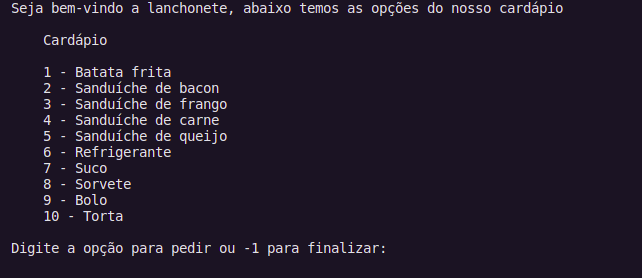 Seja bem-vindo a lanchonete, abaixo temos as opções do nosso cardápio
Cardápio
1 - Batata frita
2 - Sanduíche de bacon
3 - Sanduíche de frango
4 - Sanduíche de carne
5 - Sanduíche de queijo
6 - Refrigerante
7 - Suco
8 - Sorvete
9 - Bolo
10 - Torta
Digite a opção para pedir ou -1 para finalizar: